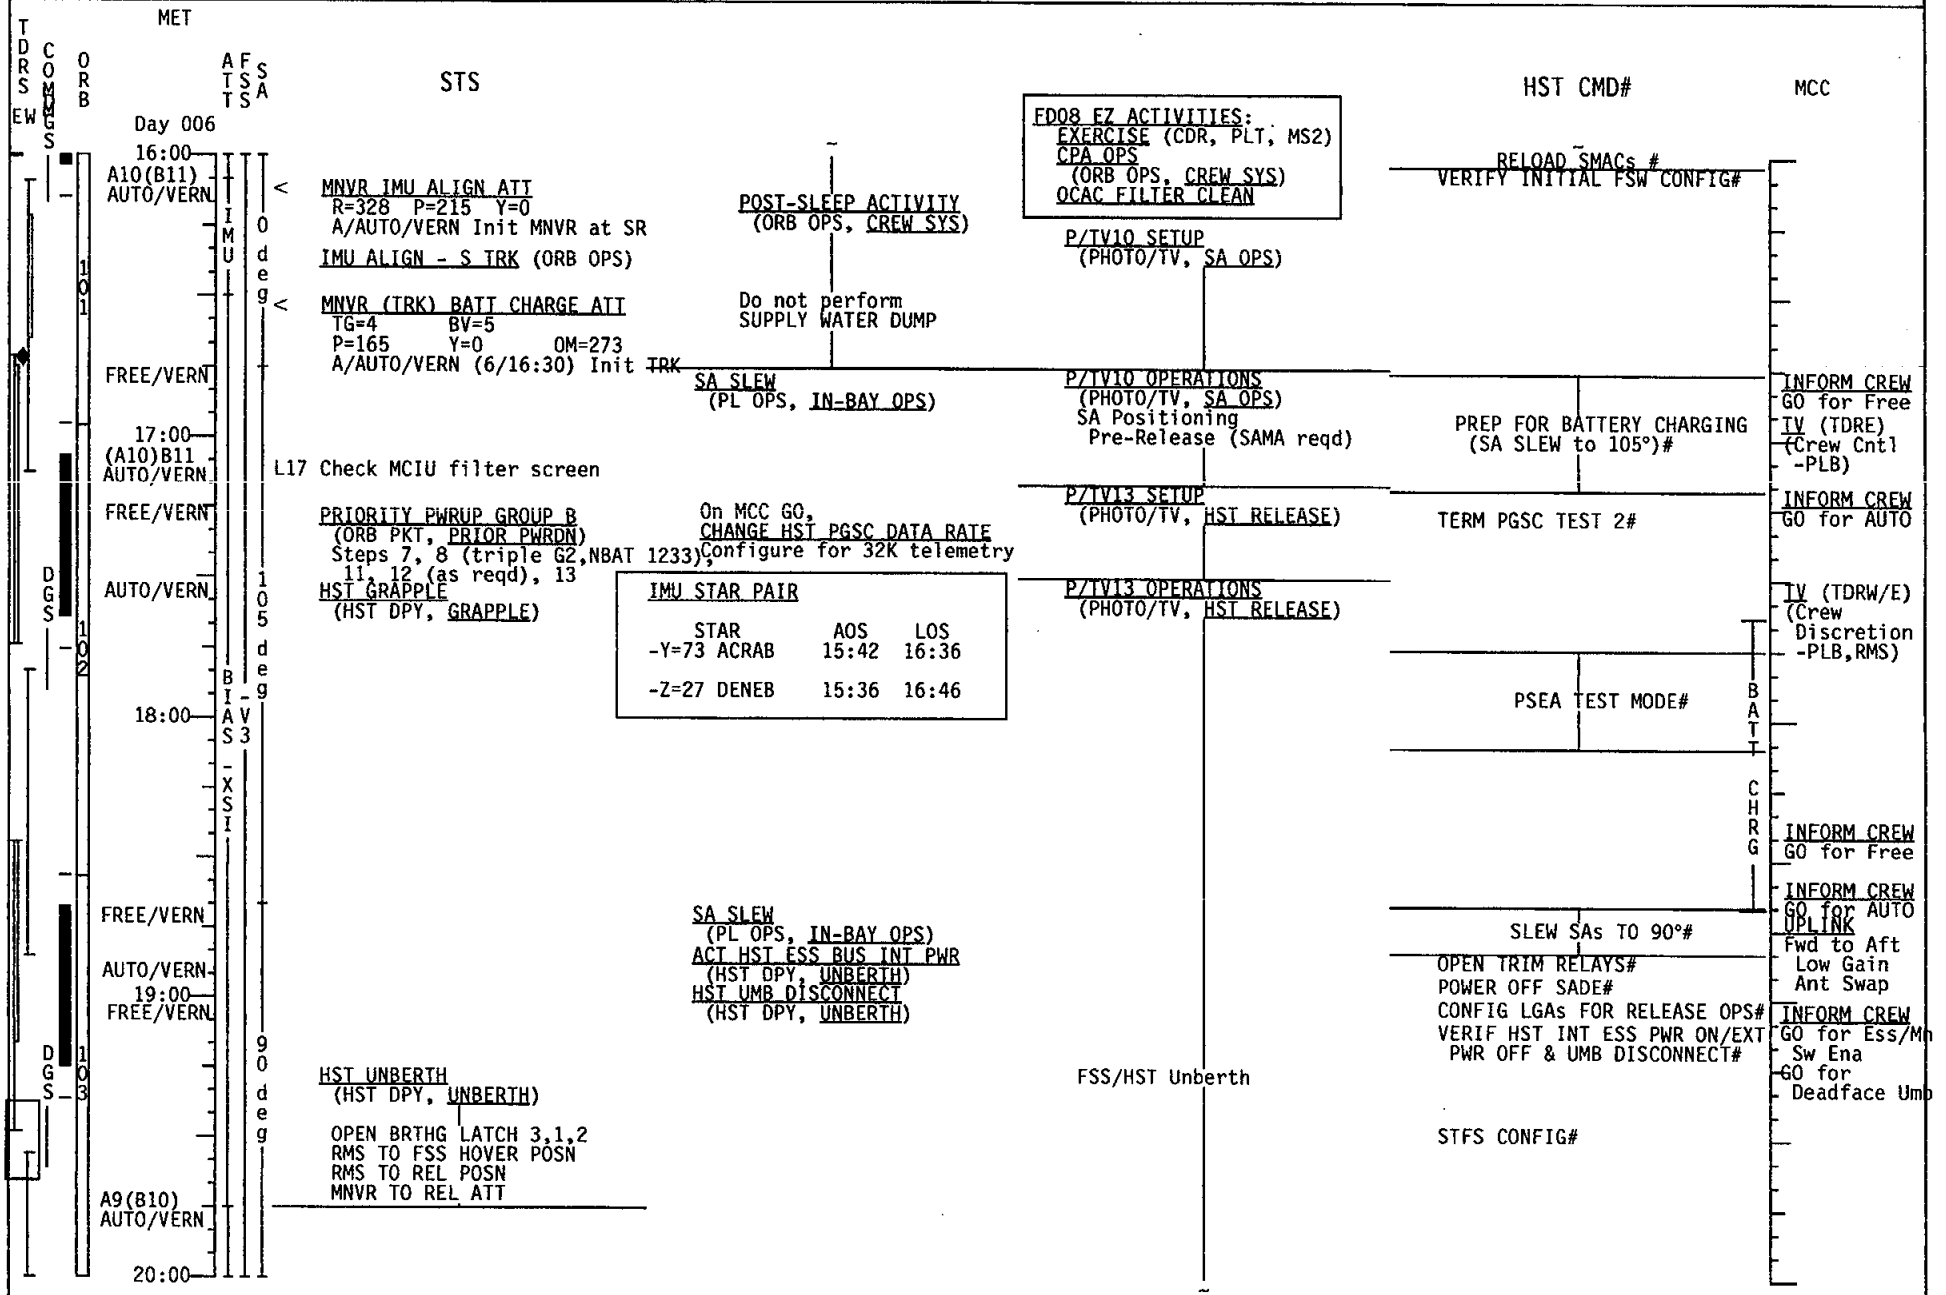 MET
TDRS
EW
COMM
DGS
ORB
ATT
FSS
SA
STS
HST CMD#
MCC
Day 006
16:00
A10(B11)
AUTO/VERN
FREE/VERN
17:00
(A10)B11
AUTO/VERN
FREE/VERN
AUTO/VERN
18:00
FREE/VERN
AUTO/VERN
19:00
FREE/VERN
A9(B10)
AUTO/VERN
20:00
DGS
DGS
101
102
103
IMU
BIAS -XSI
-V3
0 deg
105 deg
90 deg
<
MNVR IMU ALIGN ATT
R=328 P=215 Y=0
A/AUTO/VERN Init MNVR at SR
IMU ALIGN - S TRK (ORB OPS)
<
MNVR (TRK) BATT CHARGE ATT
TG=4 BV=5
P=165 Y=0 OM=273
A/AUTO/VERN (6/16:30) Init TRK
L17 Check MCIU filter screen
PRIORITY PWRUP GROUP B
(ORB PKT, PRIOR PWRDN)
Steps 7, 8 (triple G2,NBAT 1233),
11, 12 (as reqd), 13
HST GRAPPLE
(HST DPY, GRAPPLE)
HST UNBERTH
(HST DPY, UNBERTH)
OPEN BRTHG LATCH 3,1,2
RMS TO FSS HOVER POSN
RMS TO REL POSN
MNVR TO REL ATT
~
POST-SLEEP ACTIVITY
(ORB OPS, CREW SYS)
Do not perform
SUPPLY WATER DUMP
SA SLEW
(PL OPS, IN-BAY OPS)
On MCC GO,
CHANGE HST PGSC DATA RATE
Configure for 32K telemetry
IMU STAR PAIR
STAR AOS LOS
-Y=73 ACRAB 15:42 16:36
-Z=27 DENEB 15:36 16:46
SA SLEW
(PL OPS, IN-BAY OPS)
ACT HST ESS BUS INT PWR
(HST DPY, UNBERTH)
HST UMB DISCONNECT
(HST DPY, UNBERTH)
FD08 EZ ACTIVITIES:
EXERCISE (CDR, PLT, MS2)
CPA OPS
(ORB OPS, CREW SYS)
OCAC FILTER CLEAN
P/TV10 SETUP
(PHOTO/TV, SA OPS)
P/TV10 OPERATIONS
(PHOTO/TV, SA OPS)
SA Positioning
Pre-Release (SAMA reqd)
P/TV13 SETUP
(PHOTO/TV, HST RELEASE)
P/TV13 OPERATIONS
(PHOTO/TV, HST RELEASE)
FSS/HST Unberth
~
~
RELOAD SMACs #
VERIFY INITIAL FSW CONFIG#
PREP FOR BATTERY CHARGING
(SA SLEW to 105°)#
TERM PGSC TEST 2#
PSEA TEST MODE#
SLEW SAs TO 90°#
OPEN TRIM RELAYS#
POWER OFF SADE#
CONFIG LGAs FOR RELEASE OPS#
VERIF HST INT ESS PWR ON/EXT
PWR OFF & UMB DISCONNECT#
STFS CONFIG#
BATT CHRG
INFORM CREW
GO for Free
TV (TDRE)
(Crew Cntl
-PLB)
INFORM CREW
GO for AUTO
TV (TDRW/E)
(Crew
Discretion
-PLB,RMS)
INFORM CREW
GO for Free
INFORM CREW
GO for AUTO
UPLINK
Fwd to Aft
Low Gain
Ant Swap
INFORM CREW
GO for Ess/Mn
Sw Ena
GO for
Deadface Umb